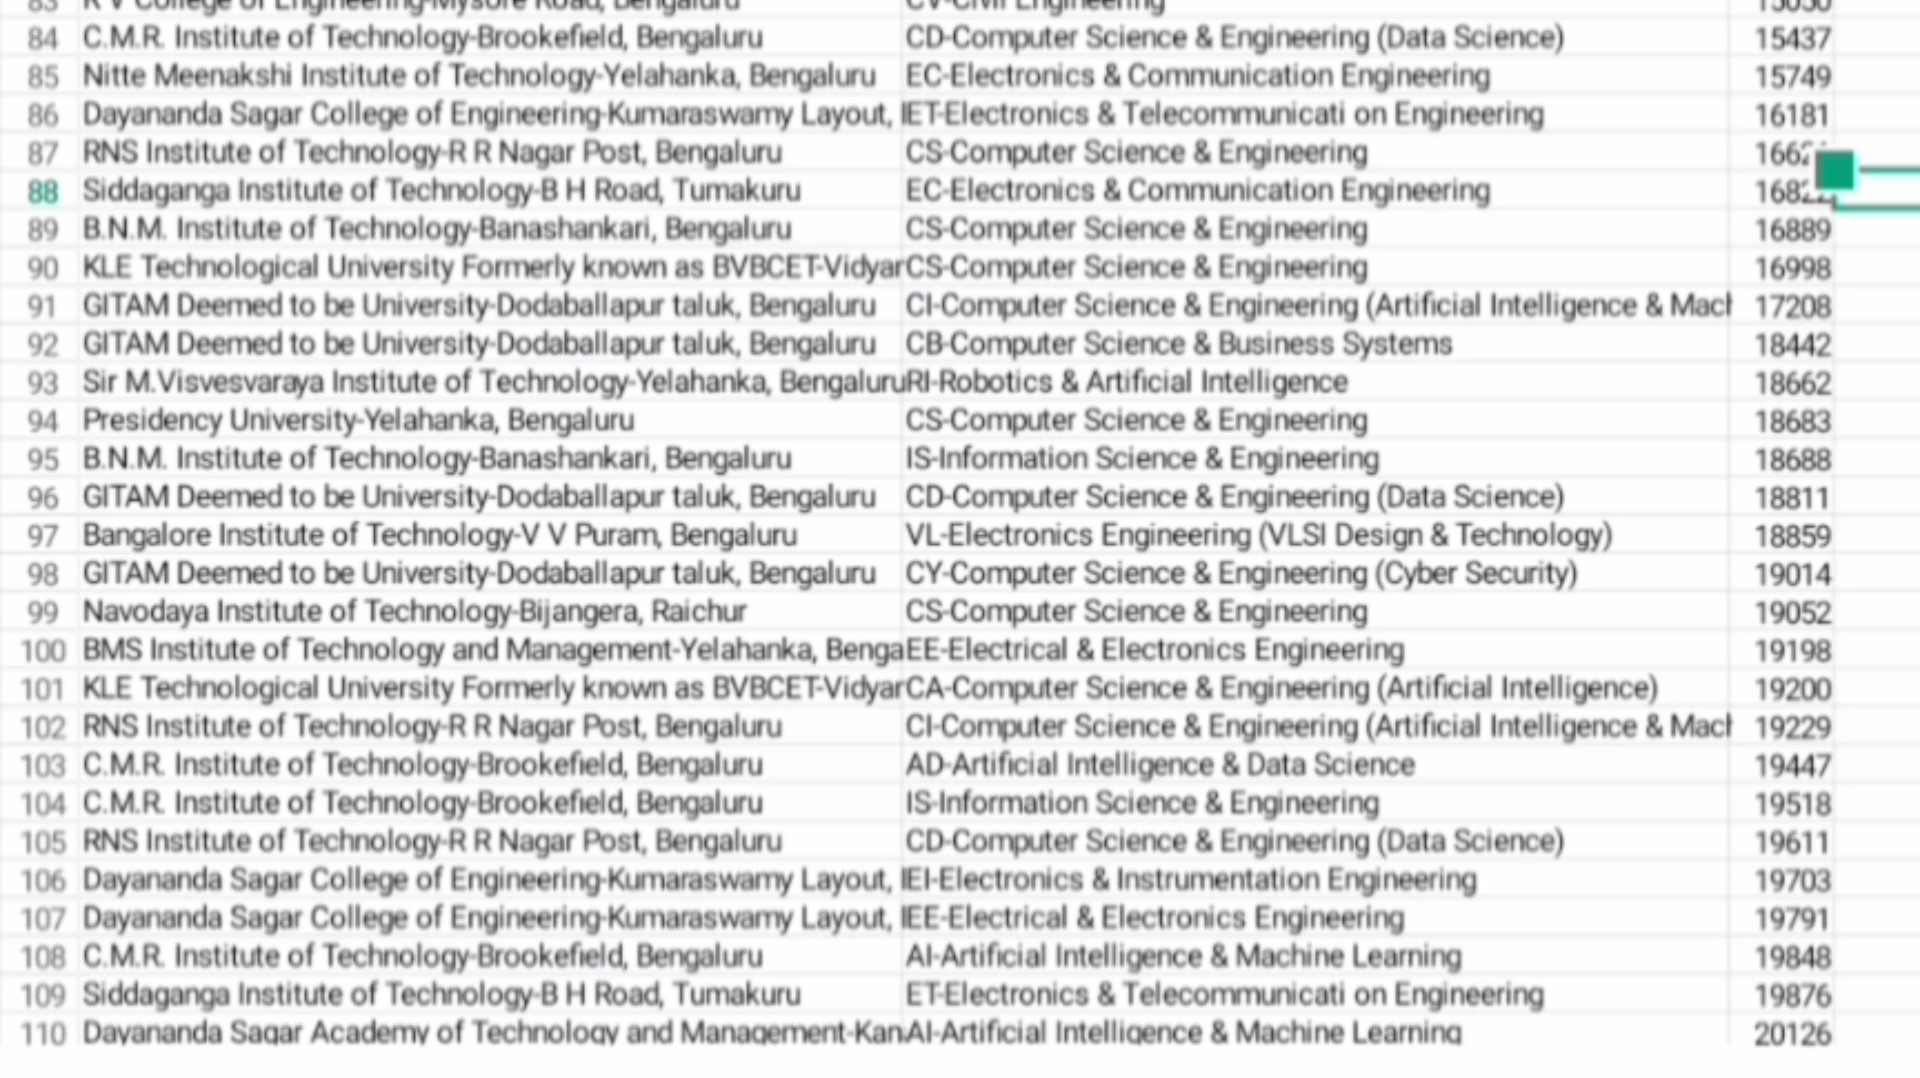 84 C.M.R. Institute of Technology-Brookefield, Bengaluru CD-Computer Science & Engineering (Data Science) 15437
85 Nitte Meenakshi Institute of Technology-Yelahanka, Bengaluru EC-Electronics & Communication Engineering 15749
86 Dayananda Sagar College of Engineering-Kumaraswamy Layout, ET-Electronics & Telecommunicati on Engineering 16181
87 RNS Institute of Technology-R R Nagar Post, Bengaluru CS-Computer Science & Engineering
88 Siddaganga Institute of Technology-B H Road, Tumakuru EC-Electronics & Communication Engineering
89 B.N.M. Institute of Technology-Banashankari, Bengaluru CS-Computer Science & Engineering 16889
90 KLE Technological University Formerly known as BVBCET-Vidyar CS-Computer Science & Engineering 16998
91 GITAM Deemed to be University-Dodaballapur taluk, Bengaluru CI-Computer Science & Engineering (Artificial Intelligence & Mach 17208
92 GITAM Deemed to be University-Dodaballapur taluk, Bengaluru CB-Computer Science & Business Systems 18442
93 Sir M.Visvesvaraya Institute of Technology-Yelahanka, Bengaluru RI-Robotics & Artificial Intelligence 18662
94 Presidency University-Yelahanka, Bengaluru CS-Computer Science & Engineering 18683
95 B.N.M. Institute of Technology-Banashankari, Bengaluru IS-Information Science & Engineering 18688
96 GITAM Deemed to be University-Dodaballapur taluk, Bengaluru CD-Computer Science & Engineering (Data Science) 18811
97 Bangalore Institute of Technology-V V Puram, Bengaluru VL-Electronics Engineering (VLSI Design & Technology) 18859
98 GITAM Deemed to be University-Dodaballapur taluk, Bengaluru CY-Computer Science & Engineering (Cyber Security) 19014
99 Navodaya Institute of Technology-Bijangera, Raichur CS-Computer Science & Engineering 19052
100 BMS Institute of Technology and Management-Yelahanka, Benga EE-Electrical & Electronics Engineering 19198
101 KLE Technological University Formerly known as BVBCET-Vidyar CA-Computer Science & Engineering (Artificial Intelligence) 19200
102 RNS Institute of Technology-R R Nagar Post, Bengaluru CI-Computer Science & Engineering (Artificial Intelligence & Mach 19229
103 C.M.R. Institute of Technology-Brookefield, Bengaluru AD-Artificial Intelligence & Data Science 19447
104 C.M.R. Institute of Technology-Brookefield, Bengaluru IS-Information Science & Engineering 19518
105 RNS Institute of Technology-R R Nagar Post, Bengaluru CD-Computer Science & Engineering (Data Science) 19611
106 Dayananda Sagar College of Engineering-Kumaraswamy Layout, EI-Electronics & Instrumentation Engineering 19703
107 Dayananda Sagar College of Engineering-Kumaraswamy Layout, EE-Electrical & Electronics Engineering 19791
108 C.M.R. Institute of Technology-Brookefield, Bengaluru AI-Artificial Intelligence & Machine Learning 19848
109 Siddaganga Institute of Technology-B H Road, Tumakuru ET-Electronics & Telecommunicati on Engineering 19876
110 Dayananda Sagar Academy of Technology and Management-Kan AI-Artificial Intelligence & Machine Learning 20126